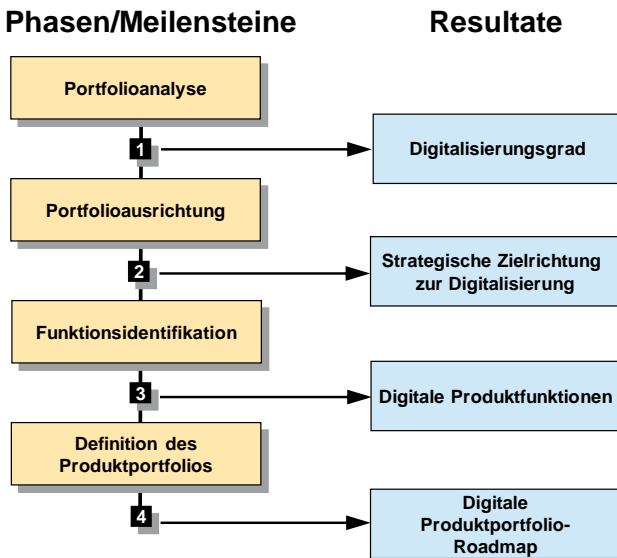 Phasen/Meilensteine
Resultate
Portfolioanalyse
1
Digitalisierungsgrad
Portfolioausrichtung
2
Strategische Zielrichtung
zur Digitalisierung
Funktionsidentifikation
3
Digitale Produktfunktionen
Definition des
Produktportfolios
4
Digitale
Produktportfolio-
Roadmap